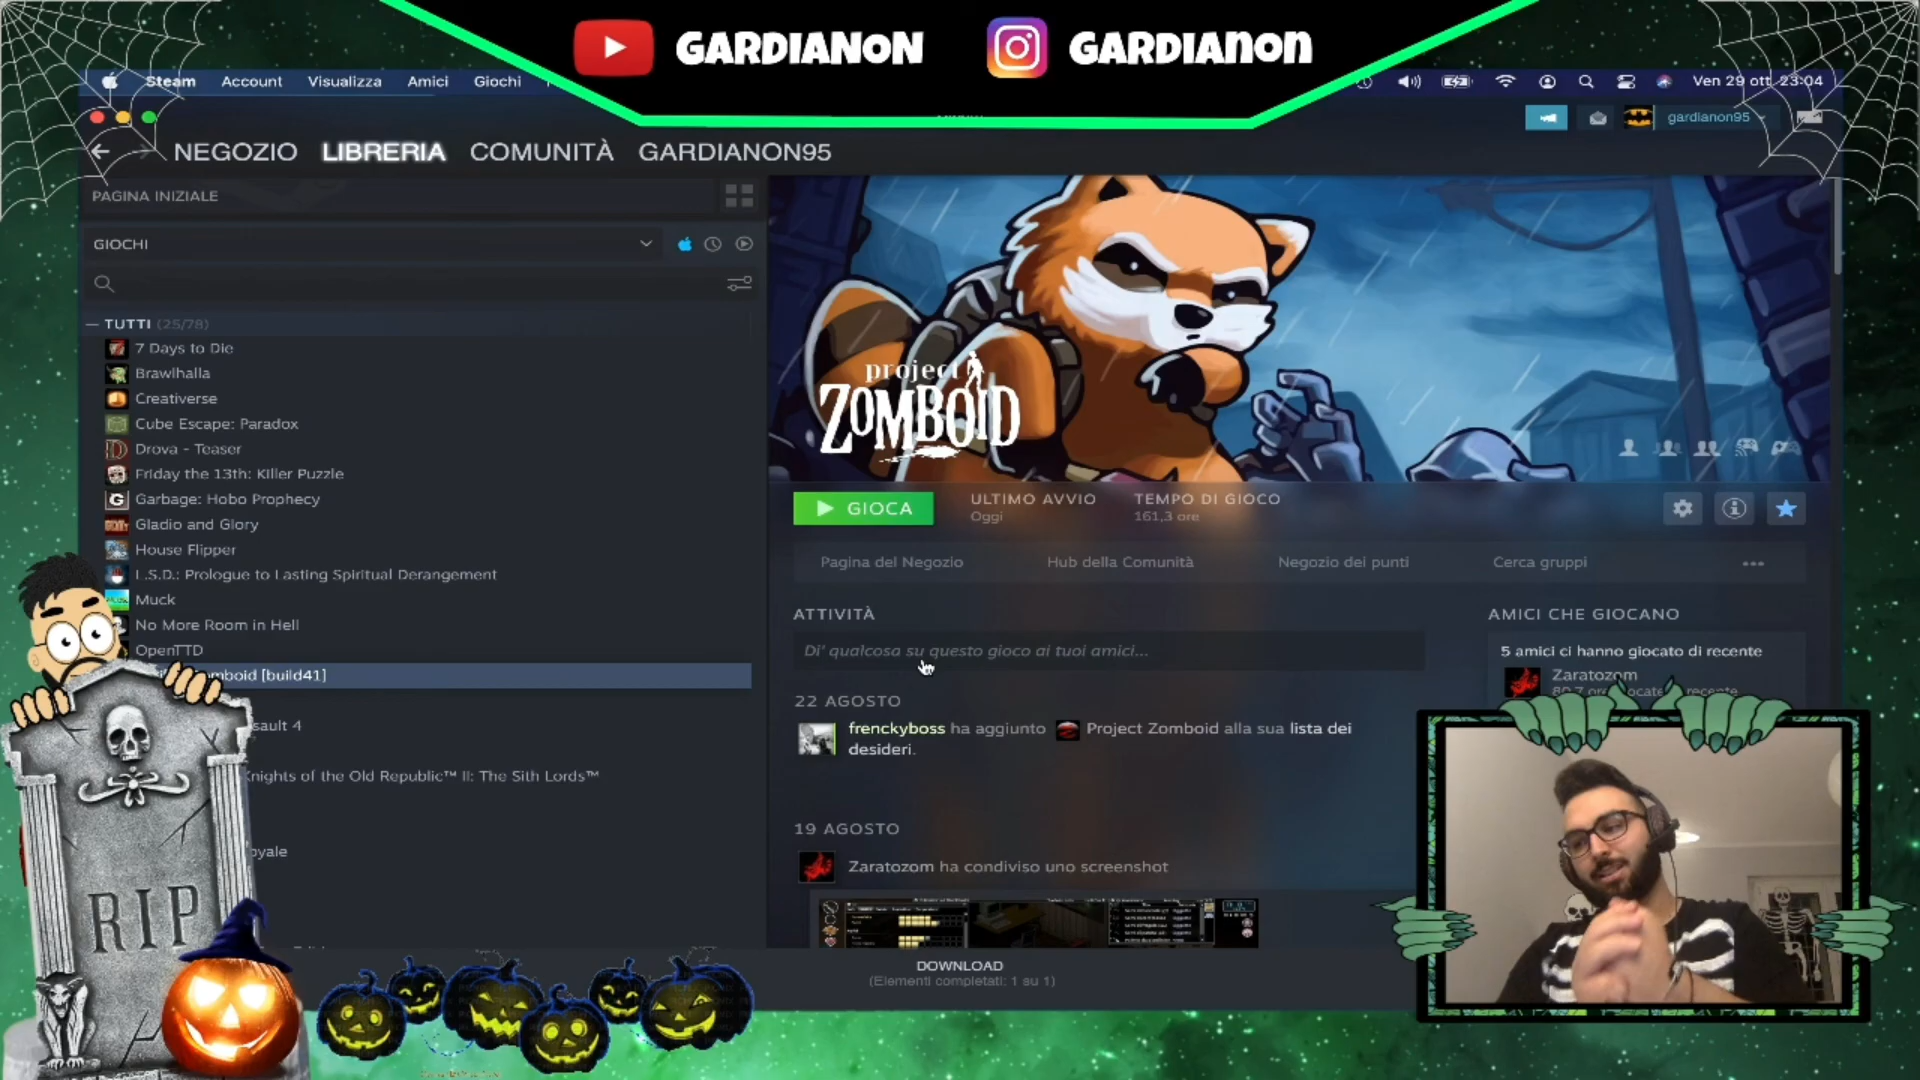 GARDIANON
GARDIANON
Steam Account Visualizza Amici Giochi
Ven 29 ott 23:04
gardianon95
NEGOZIO LIBRERIA COMUNITÀ GARDIANON95
PAGINA INIZIALE
GIOCHI
TUTTI (25/78)
7 Days to Die
Brawlhalla
Creativerse
Cube Escape: Paradox
Drova - Teaser
Friday the 13th: Killer Puzzle
Garbage: Hobo Prophecy
Gladio and Glory
House Flipper
L.S.D.: Prologue to Lasting Spiritual Derangement
Muck
No More Room in Hell
OpenTTD
mboid [build41]
sault 4
Knights of the Old Republic™ II: The Sith Lords™
oyale
RIP
project
ZOMBOID
GIOCA
ULTIMO AVVIO
Oggi
TEMPO DI GIOCO
161,3 ore
Pagina del Negozio
Hub della Comunità
Negozio dei punti
Cerca gruppi
ATTIVITÀ
Di' qualcosa su questo gioco ai tuoi amici...
22 AGOSTO
frenckyboss ha aggiunto Project Zomboid alla sua lista dei
desideri.
19 AGOSTO
Zaratozom ha condiviso uno screenshot
AMICI CHE GIOCANO
5 amici ci hanno giocato di recente
Zaratozom
DOWNLOAD
(Elementi completati: 1 su 1)